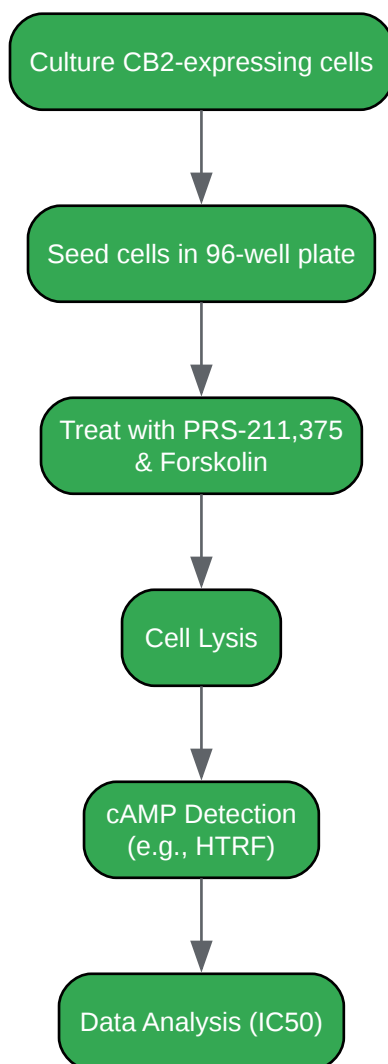 Culture CB2-expressing cells
Seed cells in 96-well plate
Treat with PRS-211,375
& Forskolin
Cell Lysis
cAMP Detection
(e.g., HTRF)
Data Analysis (IC50)